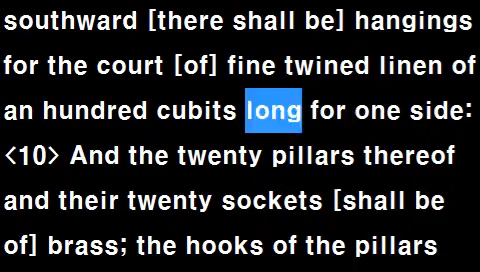 southward [there shall be] hangings
for the court [of] fine twined linen of
an hundred cubits long for one side:
<10> And the twenty pillars thereof
and their twenty sockets [shall be
of] brass; the hooks of the pillars